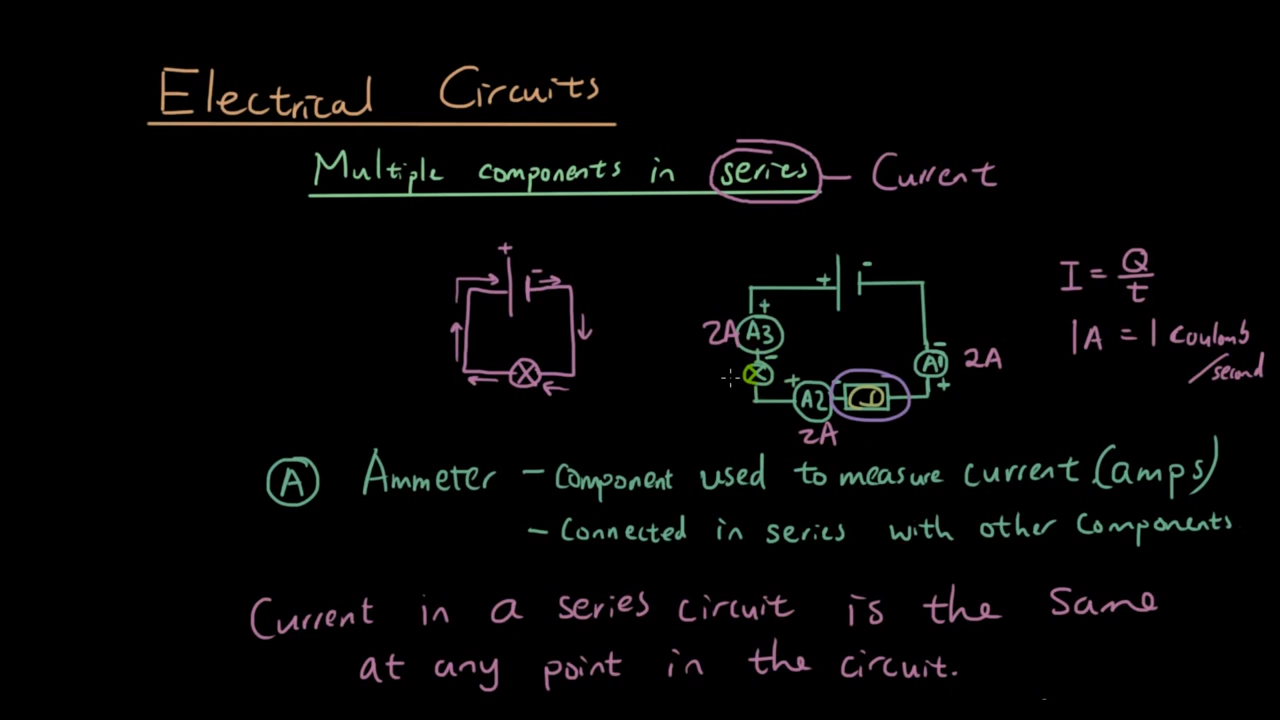 Electrical Circuits
Multiple components in series – Current
+ -
+ -
I = Q/t
1A = 1 Coulomb/second
2A A3 + -
A1 2A - +
+ A2
2A
A Ammeter – component used to measure current (amps)
– Connected in series with other components
Current in a series circuit is the same
at any point in the circuit.